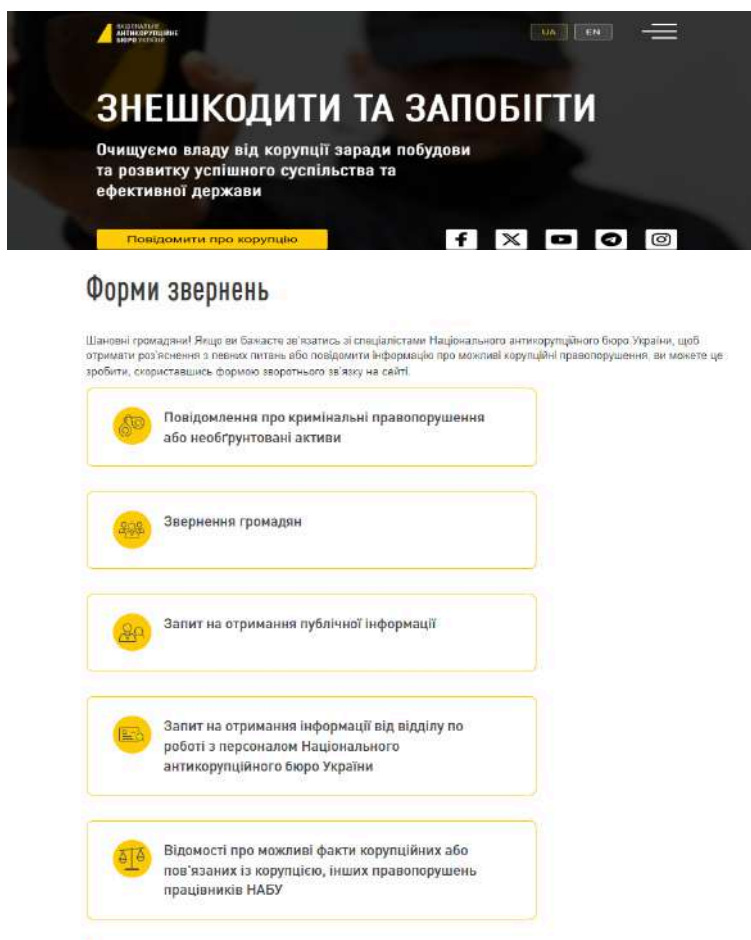 НАЦІОНАЛЬНЕ
АНТИКОРУПЦІЙНЕ
БЮРО УКРАЇНИ
UA
EN
ЗНЕШКОДИТИ ТА ЗАПОБІГТИ
Очищуємо владу від корупції заради побудови
та розвитку успішного суспільства та
ефективної держави
Повідомити про корупцію
Форми звернень
Шановні громадяни! Якщо ви бажаєте зв'язатись зі спеціалістами Національного антикорупційного бюро України, щоб
отримати роз'яснення з певних питань або повідомити інформацію про можливі корупційні правопорушення, ви можете це
зробити, скориставшись формою зворотнього зв'язку на сайті.
Повідомлення про кримінальні правопорушення
або необґрунтовані активи
Звернення громадян
Запит на отримання публічної інформації
Запит на отримання інформації від відділу по
роботі з персоналом Національного
антикорупційного бюро України
Відомості про можливі факти корупційних або
пов'язаних із корупцією, інших правопорушень
працівників НАБУ